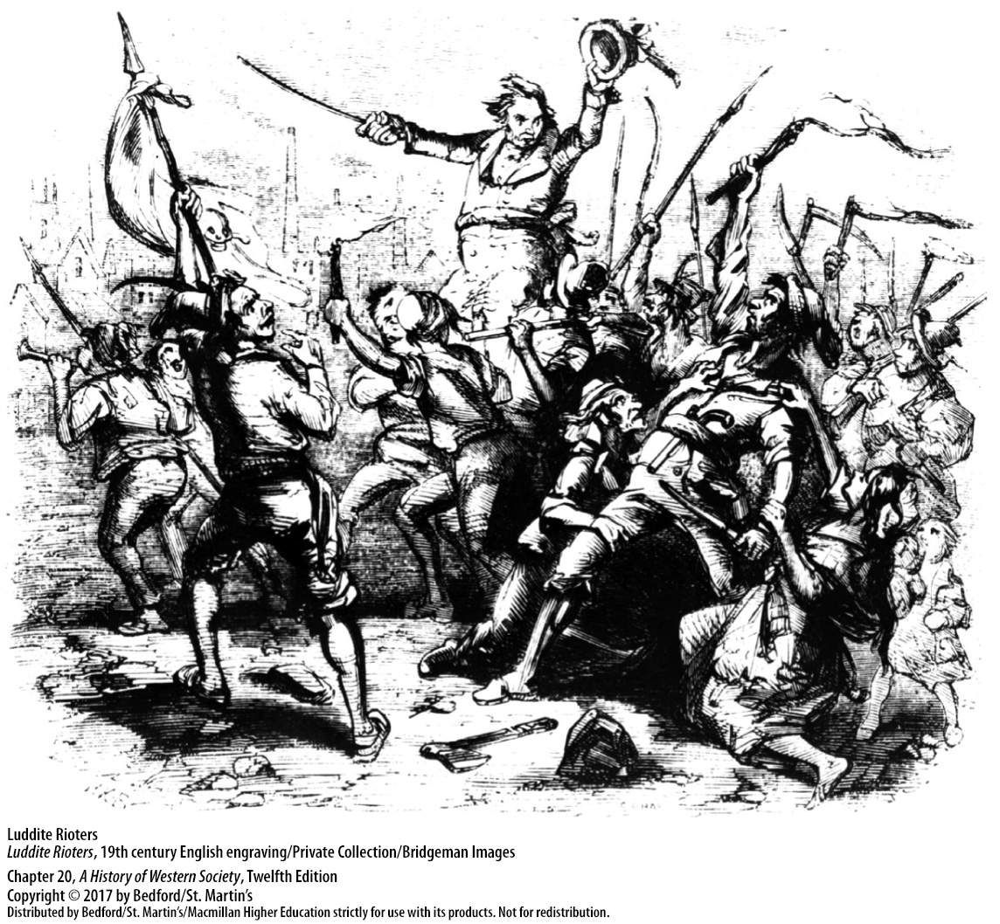 Luddite Rioters
Luddite Rioters, 19th century English engraving/Private Collection/Bridgeman Images
Chapter 20, A History of Western Society, Twelfth Edition
Copyright © 2017 by Bedford/St. Martin's
Distributed by Bedford/St. Martin's/Macmillan Higher Education strictly for use with its products. Not for redistribution.